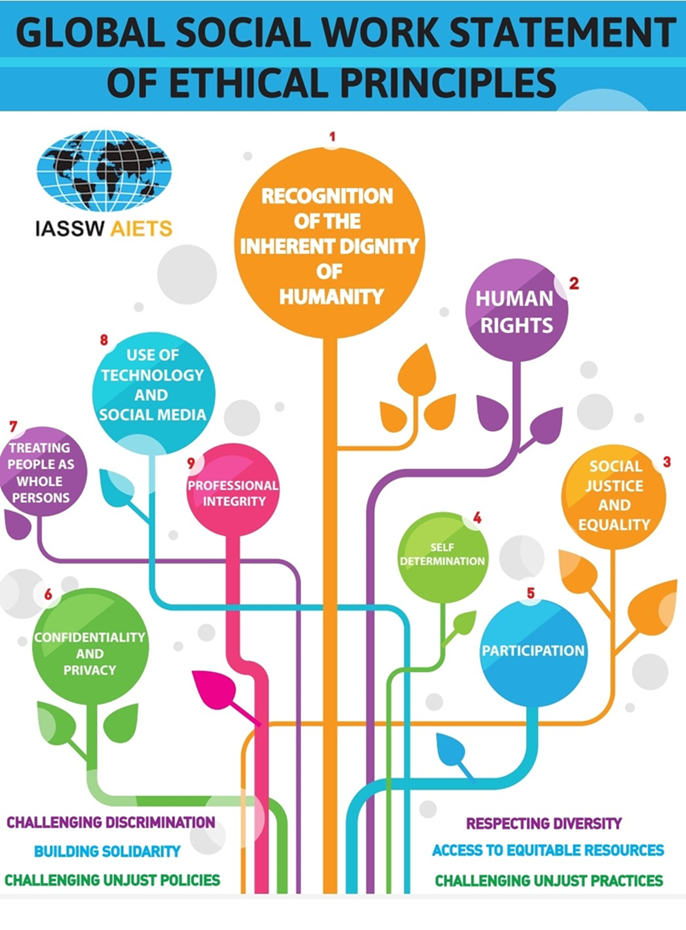 GLOBAL SOCIAL WORK STATEMENT
OF ETHICAL PRINCIPLES
IASSW AIETS
1
RECOGNITION
OF THE
INHERENT DIGNITY
OF
HUMANITY
2
HUMAN
RIGHTS
3
SOCIAL
JUSTICE
AND
EQUALITY
4
SELF
DETERMINATION
5
PARTICIPATION
6
CONFIDENTIALITY
AND
PRIVACY
7
TREATING
PEOPLE AS
WHOLE
PERSONS
8
USE OF
TECHNOLOGY
AND
SOCIAL MEDIA
9
PROFESSIONAL
INTEGRITY
CHALLENGING DISCRIMINATION
BUILDING SOLIDARITY
CHALLENGING UNJUST POLICIES
RESPECTING DIVERSITY
ACCESS TO EQUITABLE RESOURCES
CHALLENGING UNJUST PRACTICES